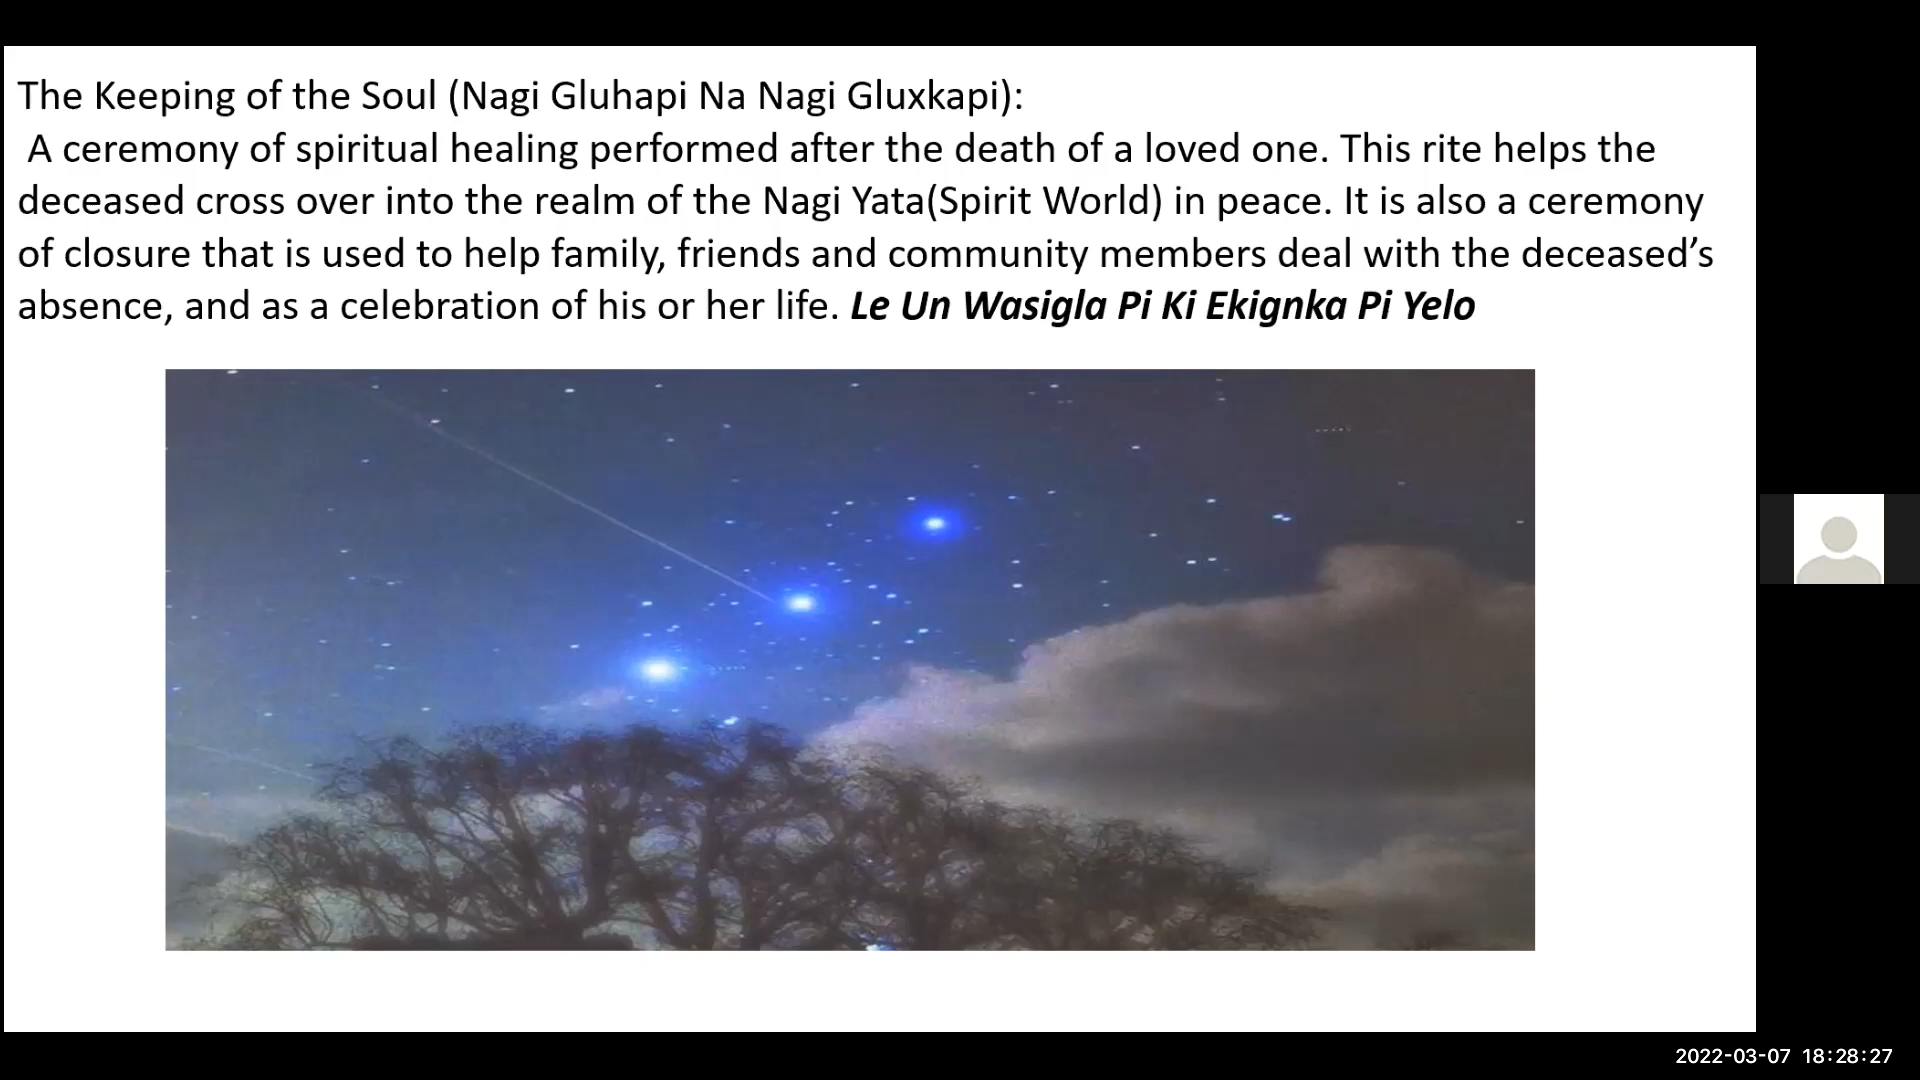 The Keeping of the Soul (Nagi Gluhapi Na Nagi Gluxkapi):
A ceremony of spiritual healing performed after the death of a loved one. This rite helps the
deceased cross over into the realm of the Nagi Yata(Spirit World) in peace. It is also a ceremony
of closure that is used to help family, friends and community members deal with the deceased’s
absence, and as a celebration of his or her life. Le Un Wasigla Pi Ki Ekignka Pi Yelo
2022-03-07 18:28:27